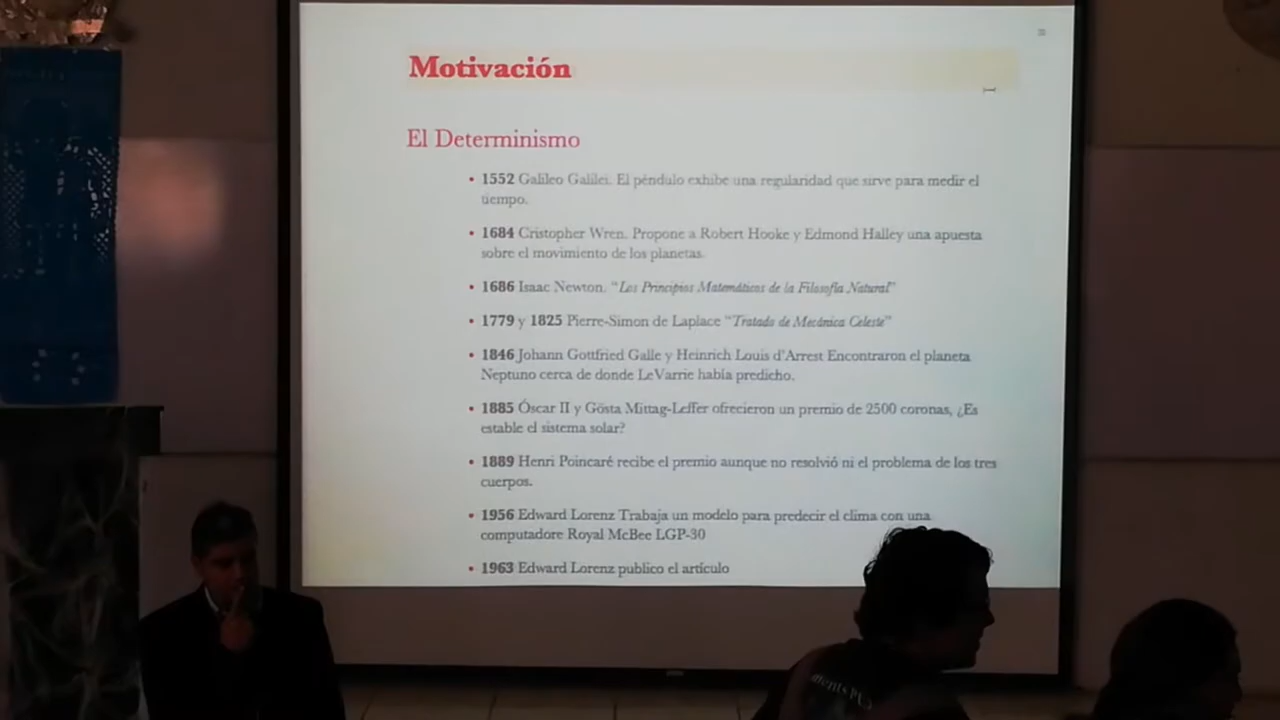 Motivación
El Determinismo
• 1552 Galileo Galilei. El péndulo exhibe una regularidad que sirve para medir el
tiempo.
• 1684 Cristopher Wren. Propone a Robert Hooke y Edmond Halley una apuesta
sobre el movimiento de los planetas.
• 1686 Isaac Newton. “Los Principios Matemáticos de la Filosofía Natural”
• 1779 y 1825 Pierre-Simon de Laplace “Tratado de Mecánica Celeste”
• 1846 Johann Gottfried Galle y Heinrich Louis d'Arrest Encontraron el planeta
Neptuno cerca de donde LeVarrie había predicho.
• 1885 Óscar II y Gösta Mittag-Leffer ofrecieron un premio de 2500 coronas, ¿Es
estable el sistema solar?
• 1889 Henri Poincaré recibe el premio aunque no resolvió ni el problema de los tres
cuerpos.
• 1956 Edward Lorenz Trabaja un modelo para predecir el clima con una
computadore Royal McBee LGP-30
• 1963 Edward Lorenz publico el artículo